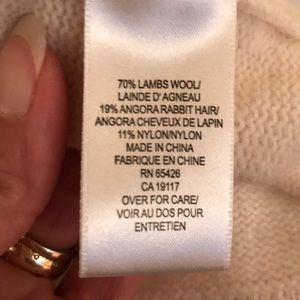 70% LAMBS WOOL/
LAINDE D' AGNEAU
19% ANGORA RABBIT HAIR/
ANGORA CHEVEUX DE LAPIN
11% NYLON/NYLON
MADE IN CHINA
FABRIQUE EN CHINE
RN 65426
CA 19117
OVER FOR CARE/
VOIR AU DOS POUR
ENTRETIEN